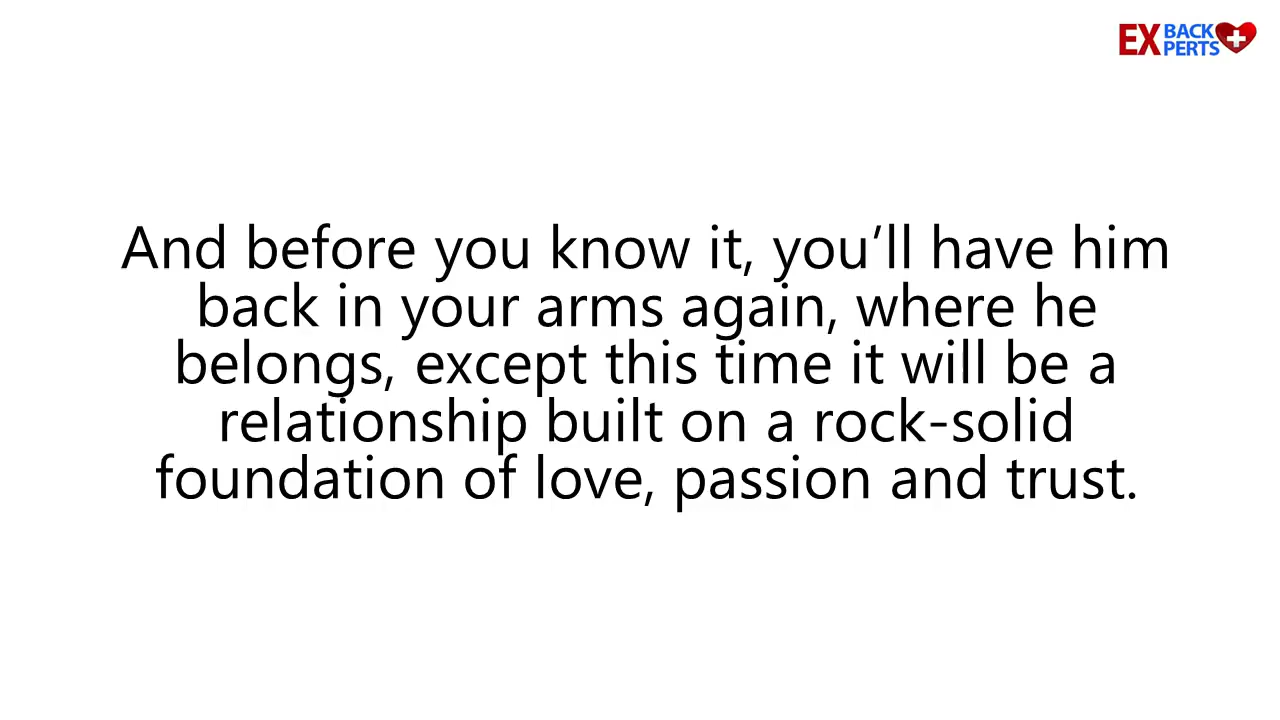 EX BACK
PERTS
And before you know it, you’ll have him
back in your arms again, where he
belongs, except this time it will be a
relationship built on a rock-solid
foundation of love, passion and trust.